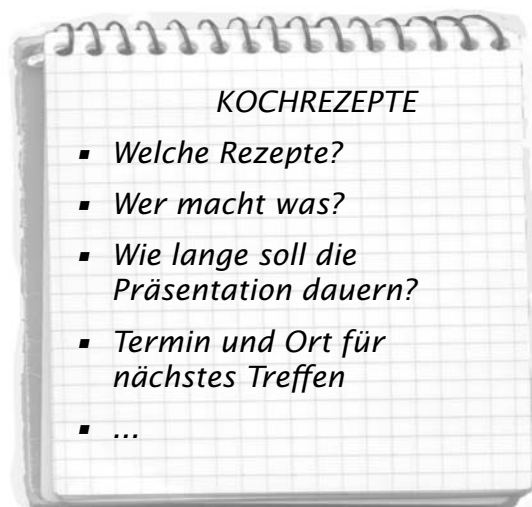 KOCHREZEPTE
▪ Welche Rezepte?
▪ Wer macht was?
▪ Wie lange soll die
Präsentation dauern?
▪ Termin und Ort für
nächstes Treffen
▪ ...